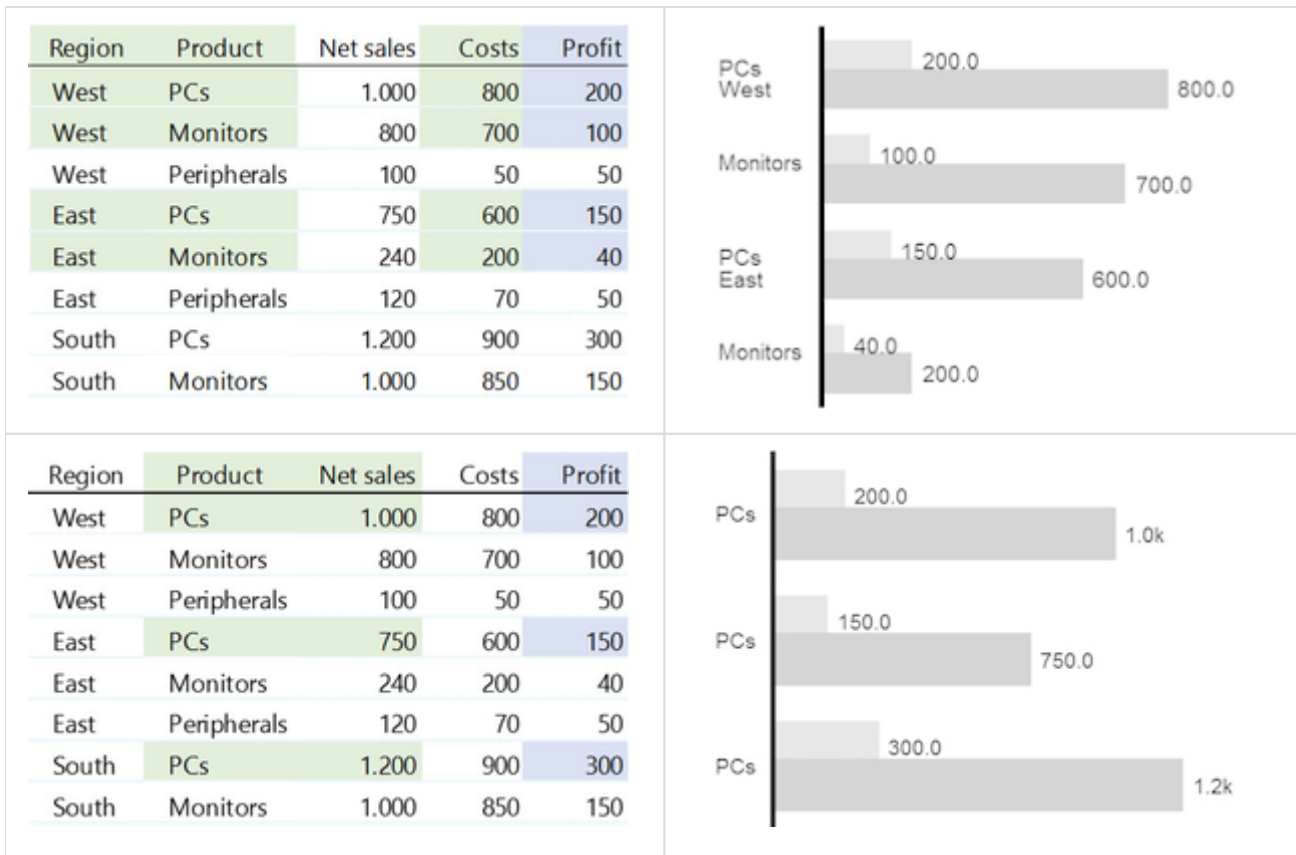 Region Product Net sales Costs Profit
West PCs 1.000 800 200
West Monitors 800 700 100
West Peripherals 100 50 50
East PCs 750 600 150
East Monitors 240 200 40
East Peripherals 120 70 50
South PCs 1.200 900 300
South Monitors 1.000 850 150
200.0
PCs
West
800.0
100.0
Monitors
700.0
150.0
PCs
East
600.0
40.0
Monitors
200.0
Region Product Net sales Costs Profit
West PCs 1.000 800 200
West Monitors 800 700 100
West Peripherals 100 50 50
East PCs 750 600 150
East Monitors 240 200 40
East Peripherals 120 70 50
South PCs 1.200 900 300
South Monitors 1.000 850 150
200.0
PCs
1.0k
150.0
PCs
750.0
300.0
PCs
1.2k